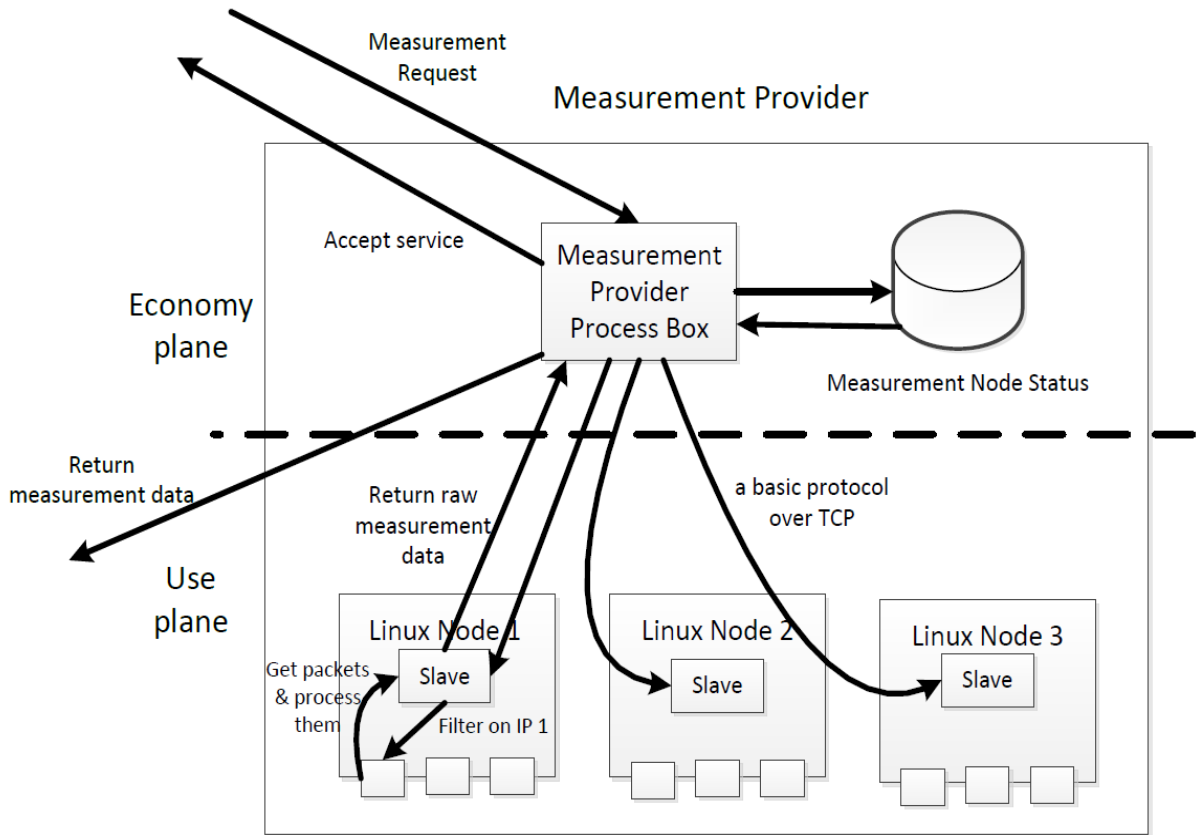 Measurement
Request
Measurement Provider
Accept service
Measurement
Provider
Process Box
Economy
plane
Measurement Node Status
Return
measurement data
Return raw
measurement
data
a basic protocol
over TCP
Use
plane
Linux Node 1
Linux Node 2
Linux Node 3
Get packets
& process
them
Slave
Slave
Slave
Filter on IP 1